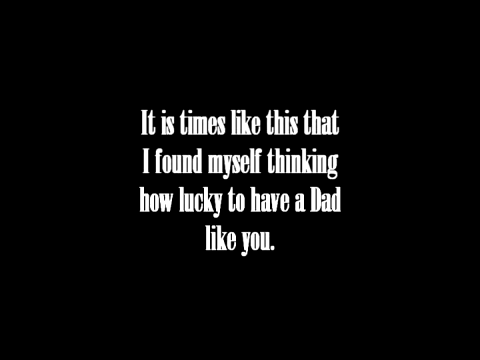 It is times like this that
I found myself thinking
how lucky to have a Dad
like you.